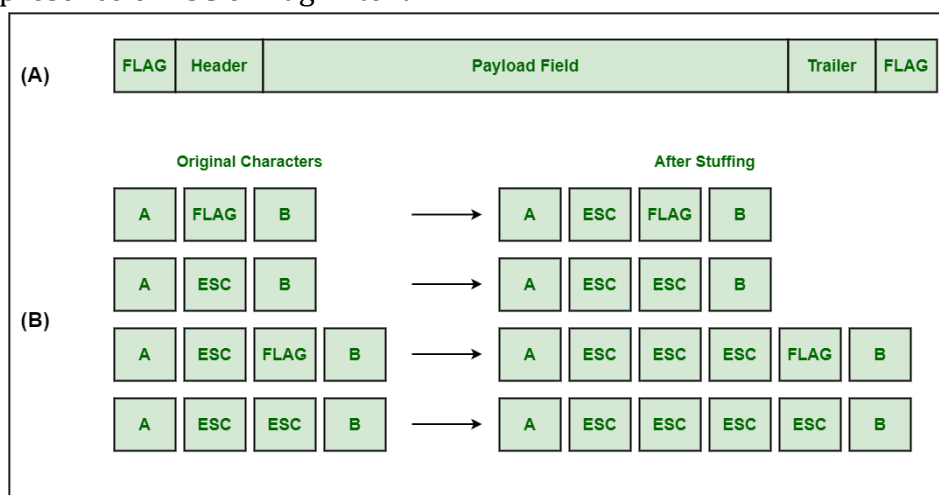 FLAG Header Payload Field Trailer FLAG
(A)
Original Characters After Stuffing
A FLAG B A ESC FLAG B
A ESC B A ESC ESC B
(B)
A ESC FLAG B A ESC ESC ESC FLAG B
A ESC ESC B A ESC ESC ESC ESC B